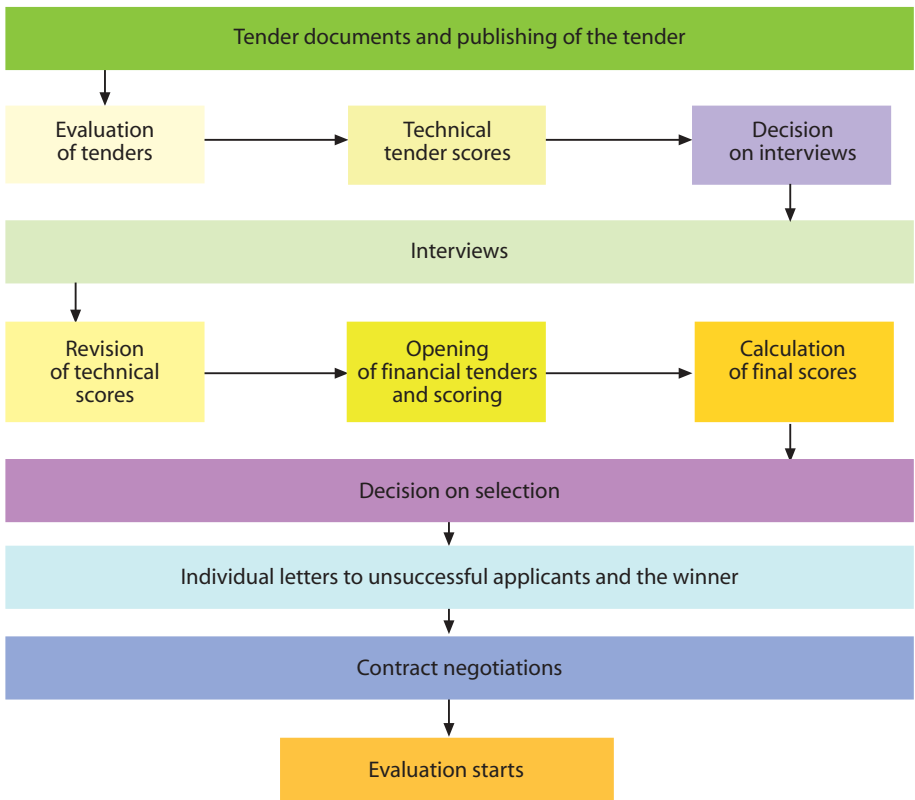 Tender documents and publishing of the tender
Evaluation
of tenders
Technical
tender scores
Decision
on interviews
Interviews
Revision
of technical
scores
Opening
of financial tenders
and scoring
Calculation
of final scores
Decision on selection
Individual letters to unsuccessful applicants and the winner
Contract negotiations
Evaluation starts